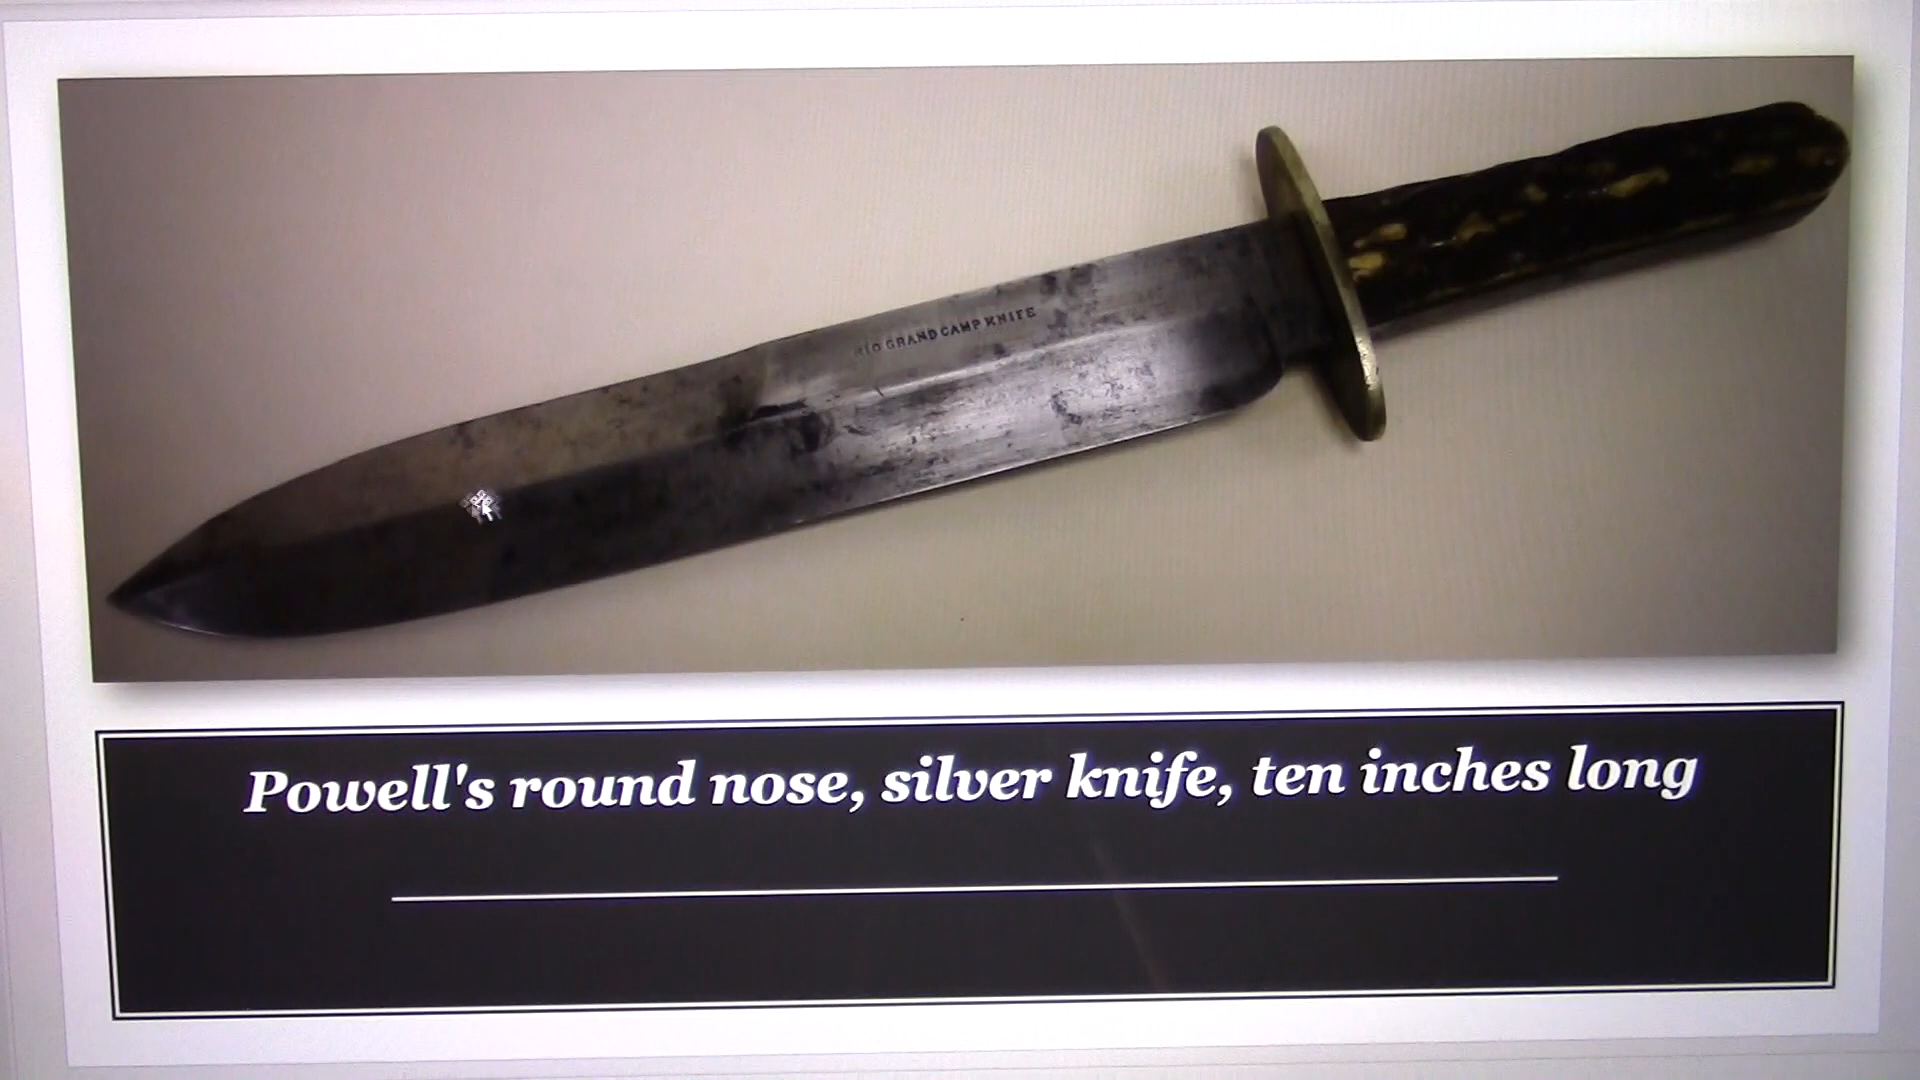 RIO GRAND CAMP KNIFE
Powell's round nose, silver knife, ten inches long